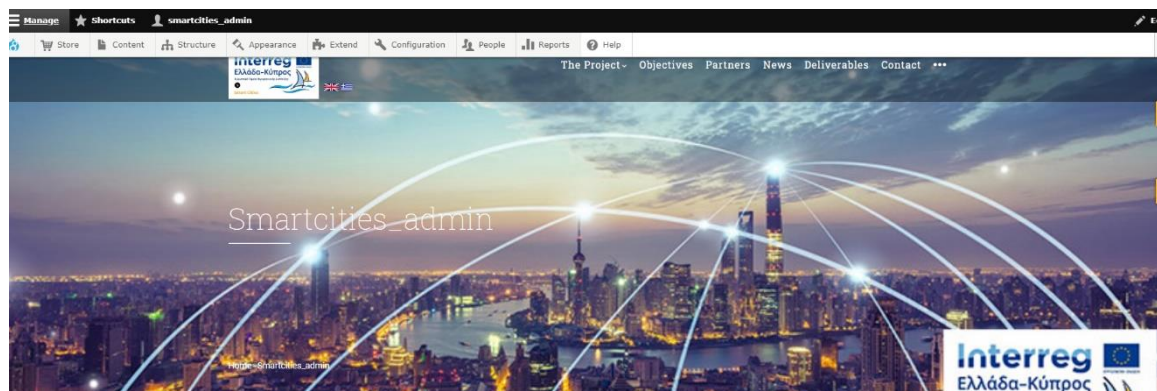 Manage Shortcuts smartcities_admin
Store Content Structure Appearance Extend Configuration People Reports Help
Interreg
Ελλάδα-Κύπρος
The Project Objectives Partners News Deliverables Contact •••
Smartcities_admin
Home
Smartcities_admin
Interreg
Ελλάδα-Κύπρος